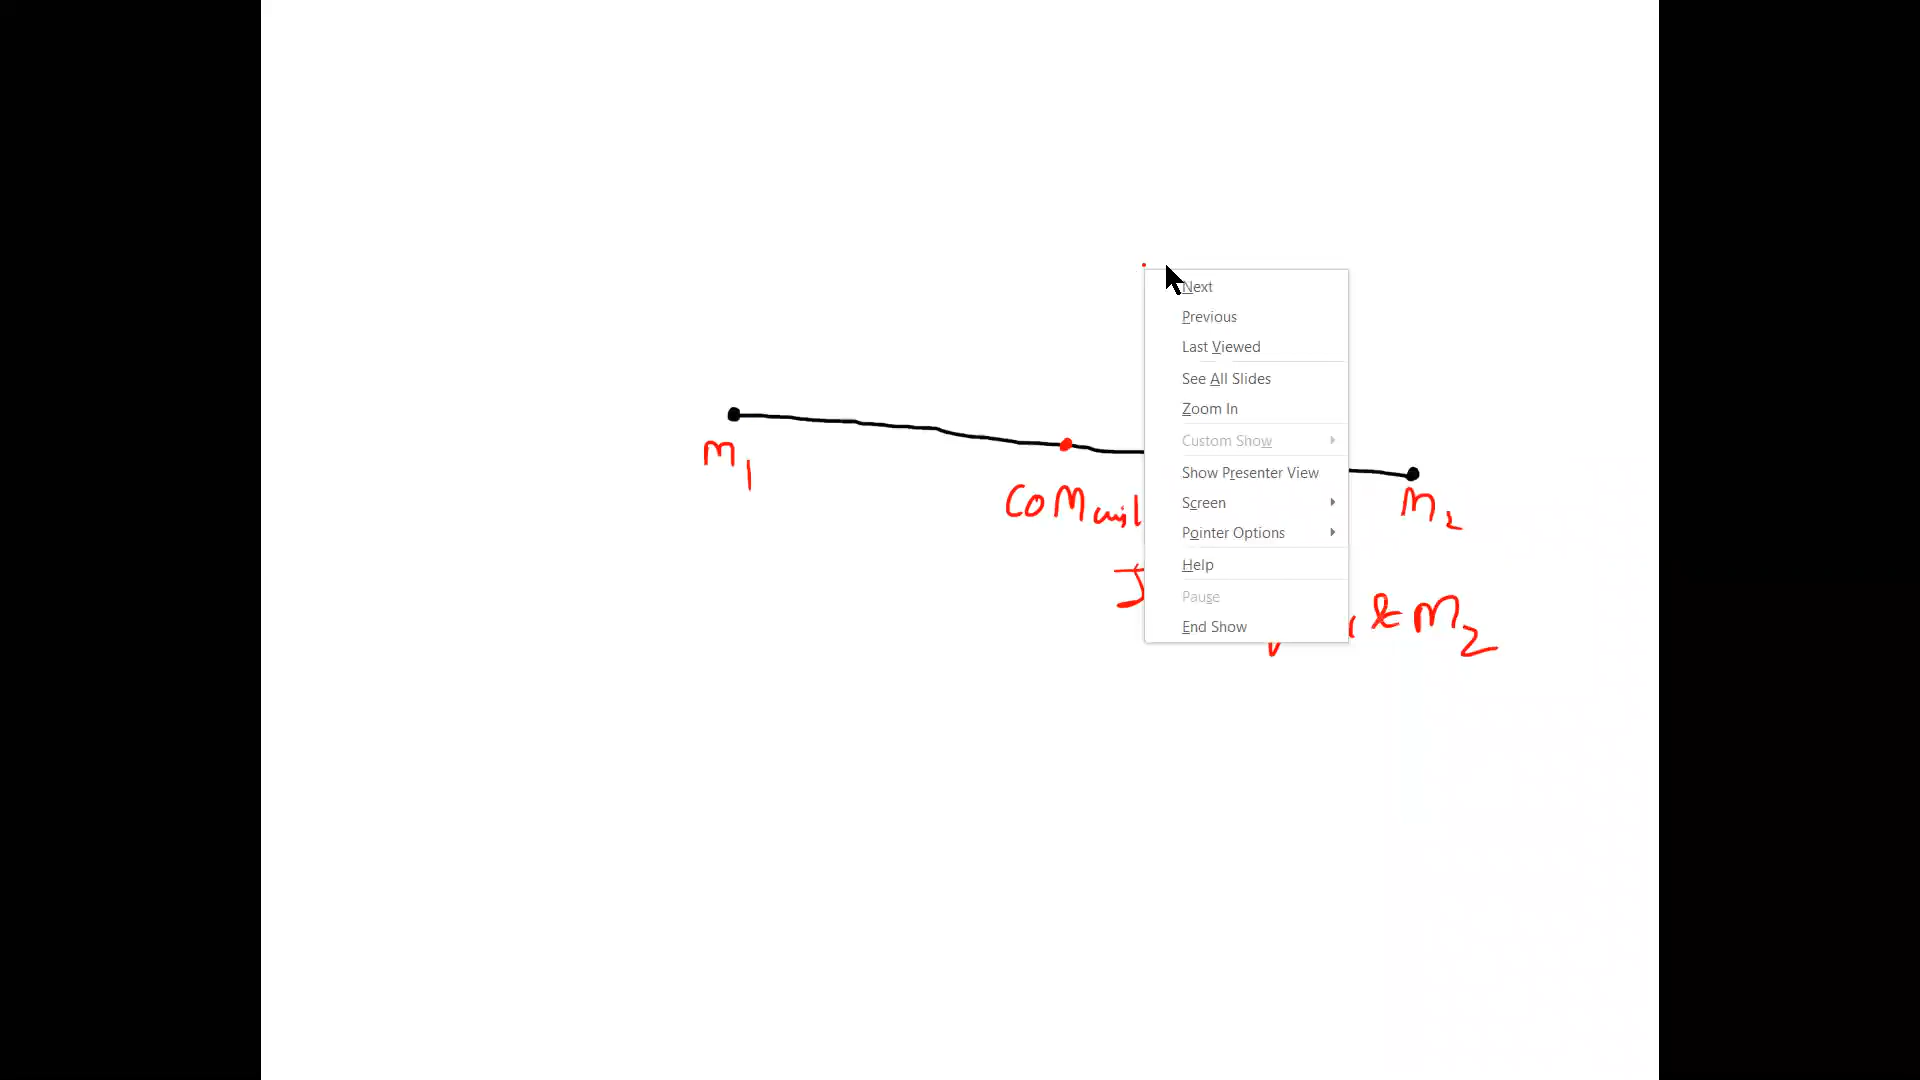 Next
Previous
Last Viewed
See All Slides
Zoom In
Custom Show
Show Presenter View
Screen
Pointer Options
Help
Pause
End Show
m1
m2
COM
& m2